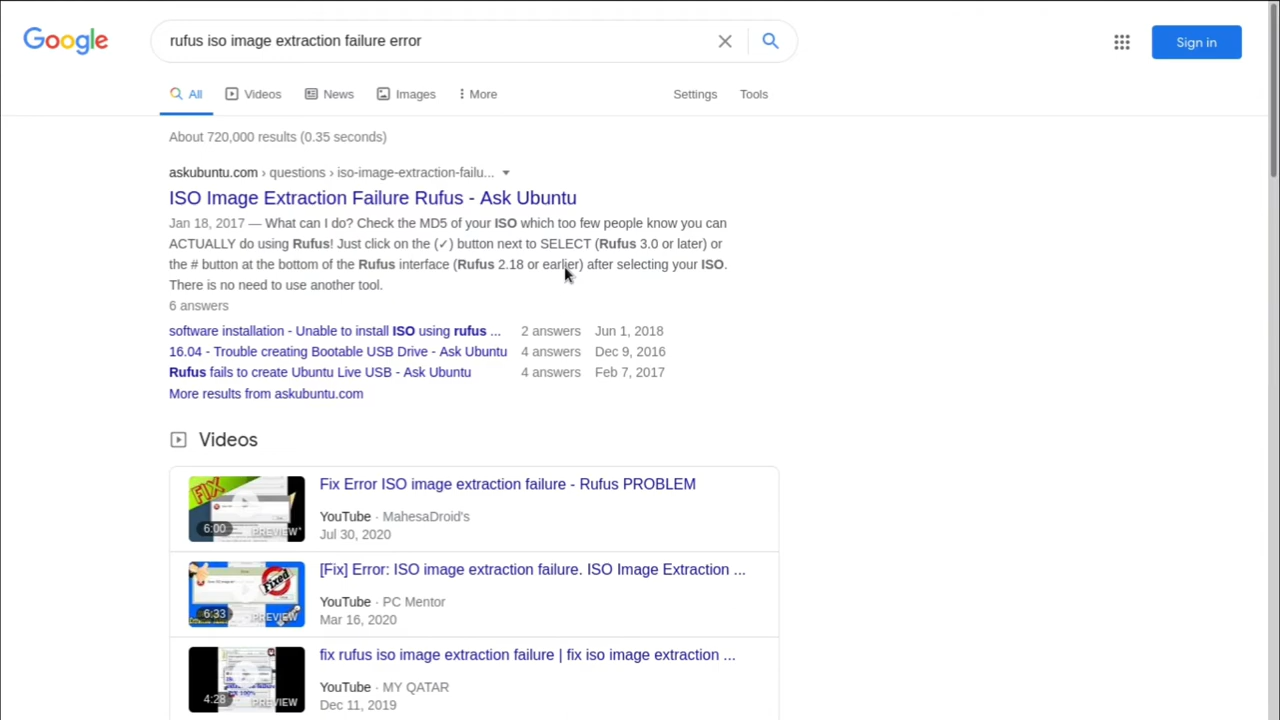 Google
rufus iso image extraction failure error
Sign in
All Videos News Images More Settings Tools
About 720,000 results (0.35 seconds)
askubuntu.com › questions › iso-image-extraction-failu...
ISO Image Extraction Failure Rufus - Ask Ubuntu
Jan 18, 2017 — What can I do? Check the MD5 of your ISO which too few people know you can
ACTUALLY do using Rufus! Just click on the (✓) button next to SELECT (Rufus 3.0 or later) or
the # button at the bottom of the Rufus interface (Rufus 2.18 or earlier) after selecting your ISO.
There is no need to use another tool.
6 answers
software installation - Unable to install ISO using rufus ... 2 answers Jun 1, 2018
16.04 - Trouble creating Bootable USB Drive - Ask Ubuntu 4 answers Dec 9, 2016
Rufus fails to create Ubuntu Live USB - Ask Ubuntu 4 answers Feb 7, 2017
More results from askubuntu.com
Videos
FIX
6:00 PREVIEW
Fix Error ISO image extraction failure - Rufus PROBLEM
YouTube · MahesaDroid's
Jul 30, 2020
Fixed
6:33 PREVIEW
[Fix] Error: ISO image extraction failure. ISO Image Extraction ...
YouTube · PC Mentor
Mar 16, 2020
4:28 PREVIEW
fix rufus iso image extraction failure | fix iso image extraction ...
YouTube · MY QATAR
Dec 11, 2019